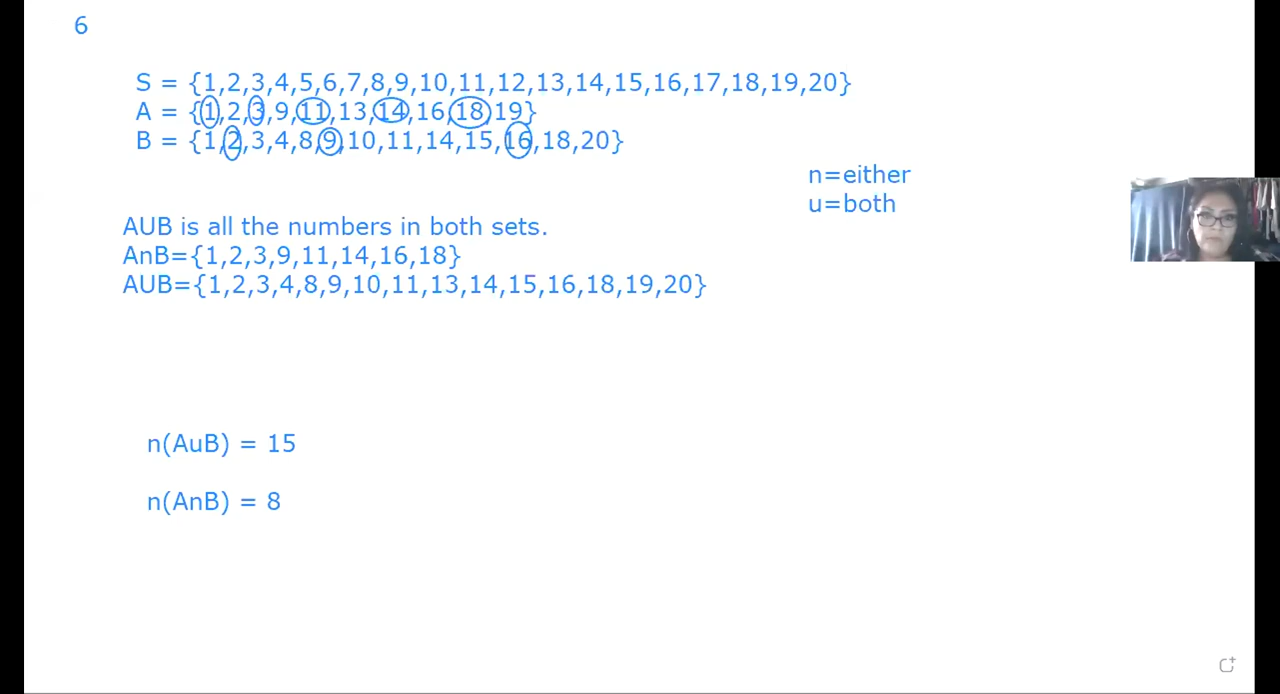 6
S = {1,2,3,4,5,6,7,8,9,10,11,12,13,14,15,16,17,18,19,20}
A = {1,2,3,9,11,13,14,16,18,19}
B = {1,2,3,4,8,9,10,11,14,15,16,18,20}
n=either
u=both
AUB is all the numbers in both sets.
AnB={1,2,3,9,11,14,16,18}
AUB={1,2,3,4,8,9,10,11,13,14,15,16,18,19,20}
n(AuB) = 15
n(AnB) = 8